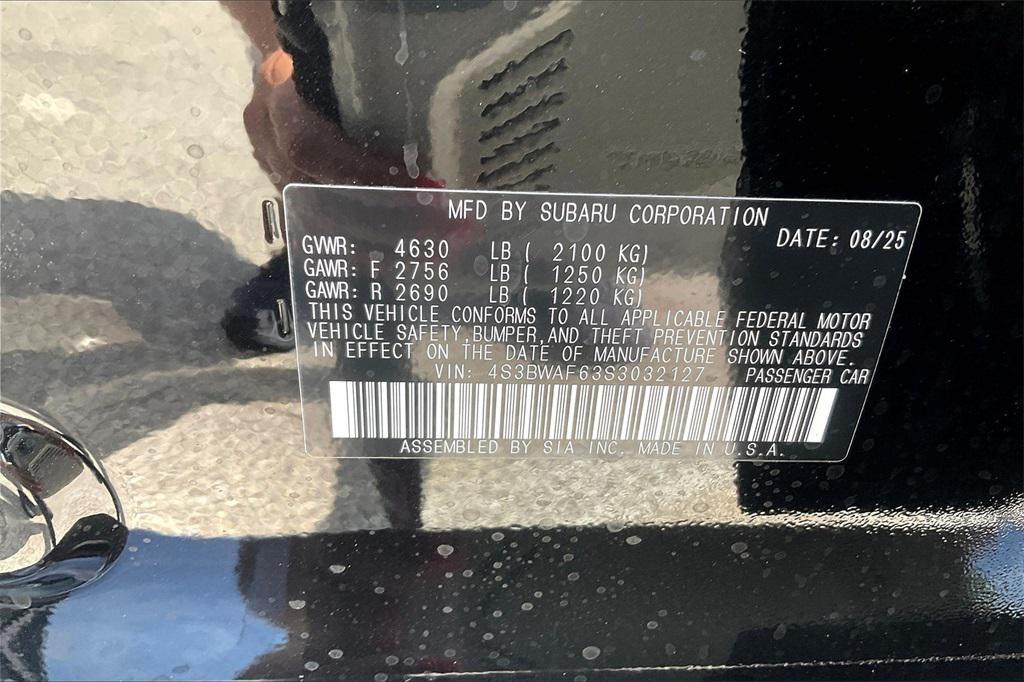 MFD BY SUBARU CORPORATION
DATE: 08/25
GVWR: 4630 LB ( 2100 KG)
GAWR: F 2756 LB ( 1250 KG)
GAWR: R 2690 LB ( 1220 KG)
THIS VEHICLE CONFORMS TO ALL APPLICABLE FEDERAL MOTOR
VEHICLE SAFETY,BUMPER,AND THEFT PREVENTION STANDARDS
IN EFFECT ON THE DATE OF MANUFACTURE SHOWN ABOVE.
VIN: 4S3BWAF63S3032127 PASSENGER CAR
ASSEMBLED BY SIA INC. MADE IN U.S.A.